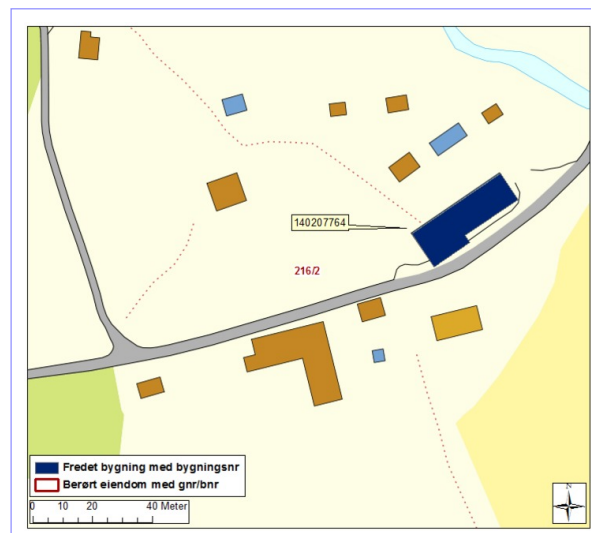 140207764
216/2
Fredet bygning med bygningsnr
Berørt eiendom med gnr/bnr
0 10 20 40 Meter
N